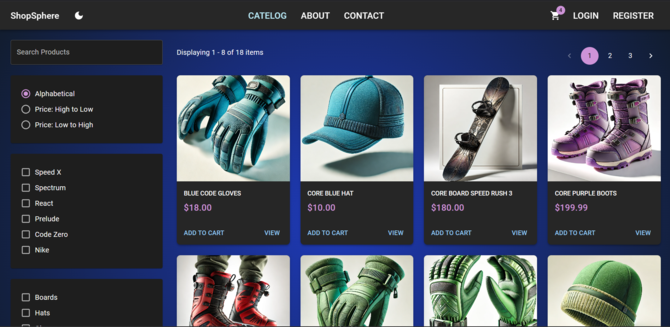 ShopSphere
CATELOG ABOUT CONTACT
4
LOGIN REGISTER
Search Products
Displaying 1 - 8 of 18 items
1 2 3
Alphabetical
Price: High to Low
Price: Low to High
Speed X
Spectrum
React
Prelude
Code Zero
Nike
Boards
Hats
BLUE CODE GLOVES
$18.00
ADD TO CART VIEW
CORE BLUE HAT
$10.00
ADD TO CART VIEW
CORE BOARD SPEED RUSH 3
$180.00
ADD TO CART VIEW
CORE PURPLE BOOTS
$199.99
ADD TO CART VIEW